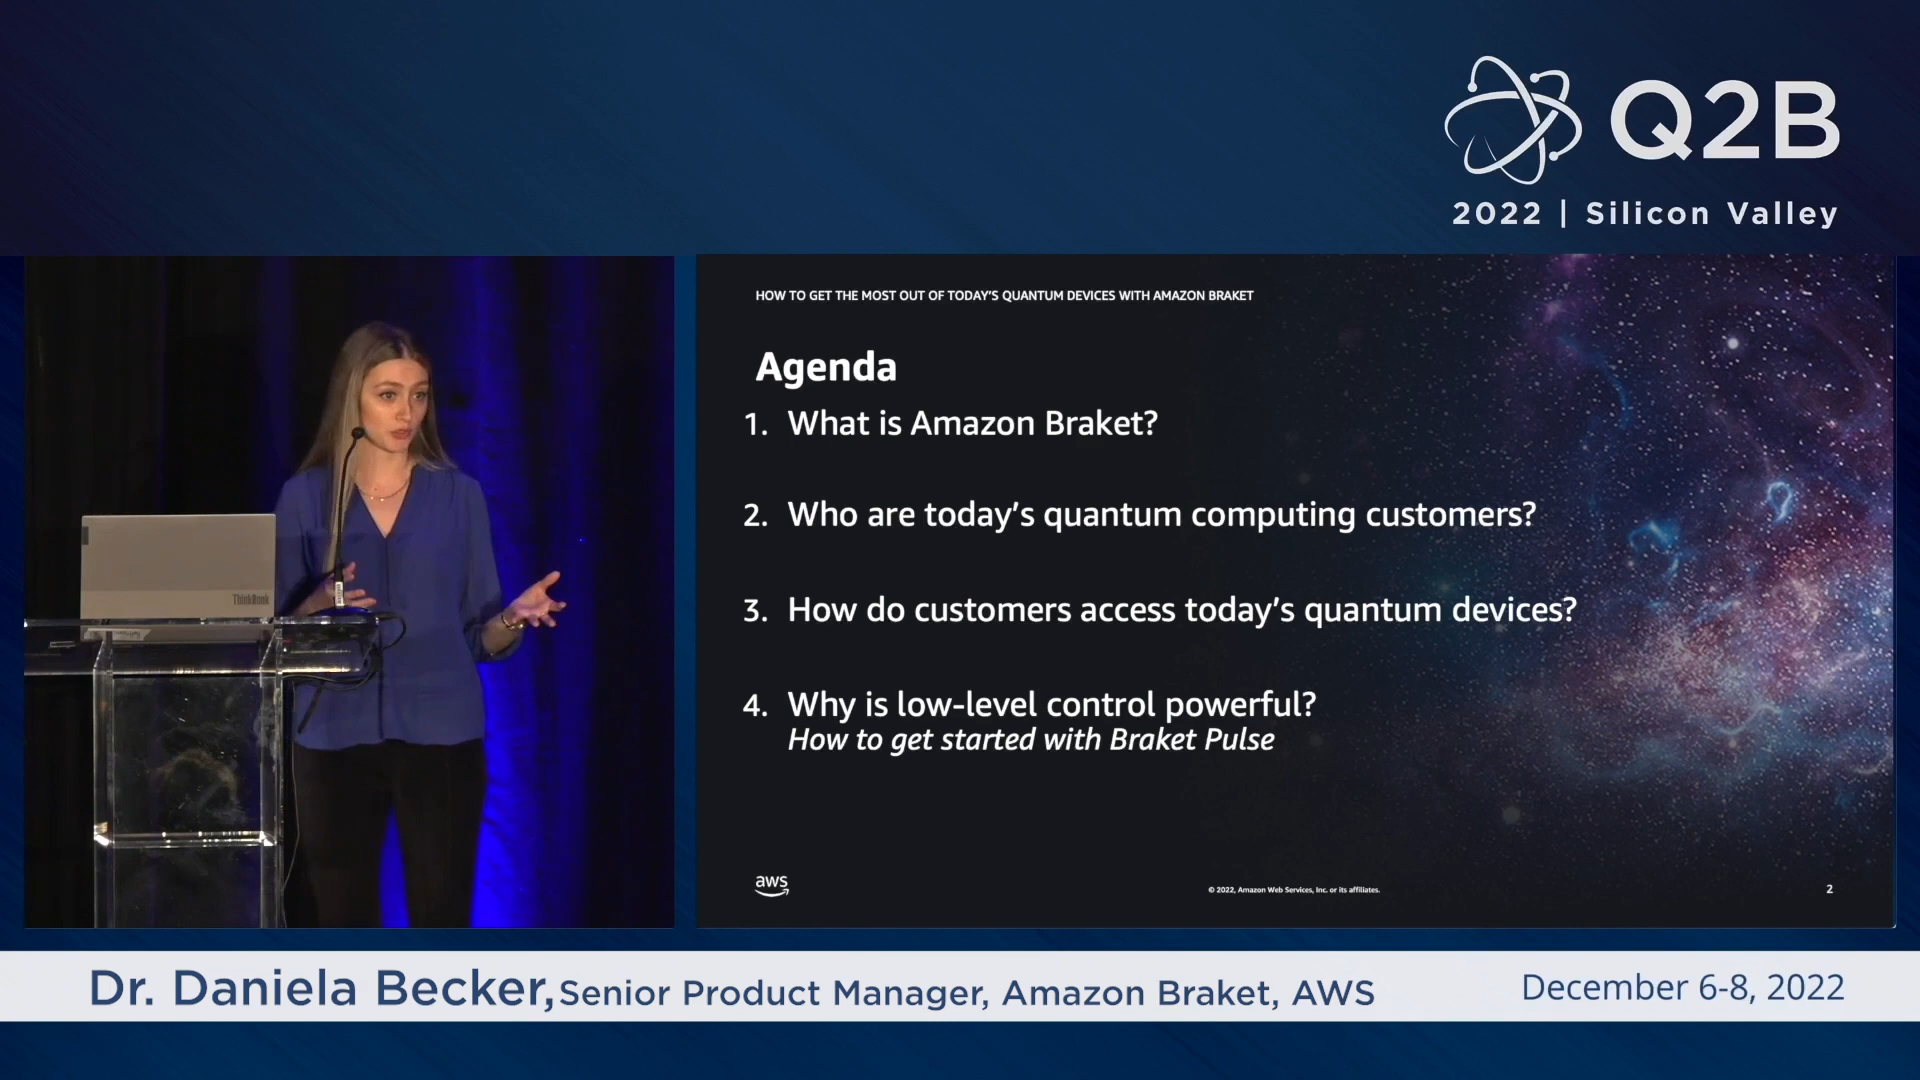 Q2B
2022 | Silicon Valley
HOW TO GET THE MOST OUT OF TODAY'S QUANTUM DEVICES WITH AMAZON BRAKET
Agenda
1. What is Amazon Braket?
2. Who are today's quantum computing customers?
3. How do customers access today's quantum devices?
4. Why is low-level control powerful?
How to get started with Braket Pulse
aws
© 2022, Amazon Web Services, Inc. or its affiliates.
2
ThinkBook
Dr. Daniela Becker, Senior Product Manager, Amazon Braket, AWS
December 6-8, 2022